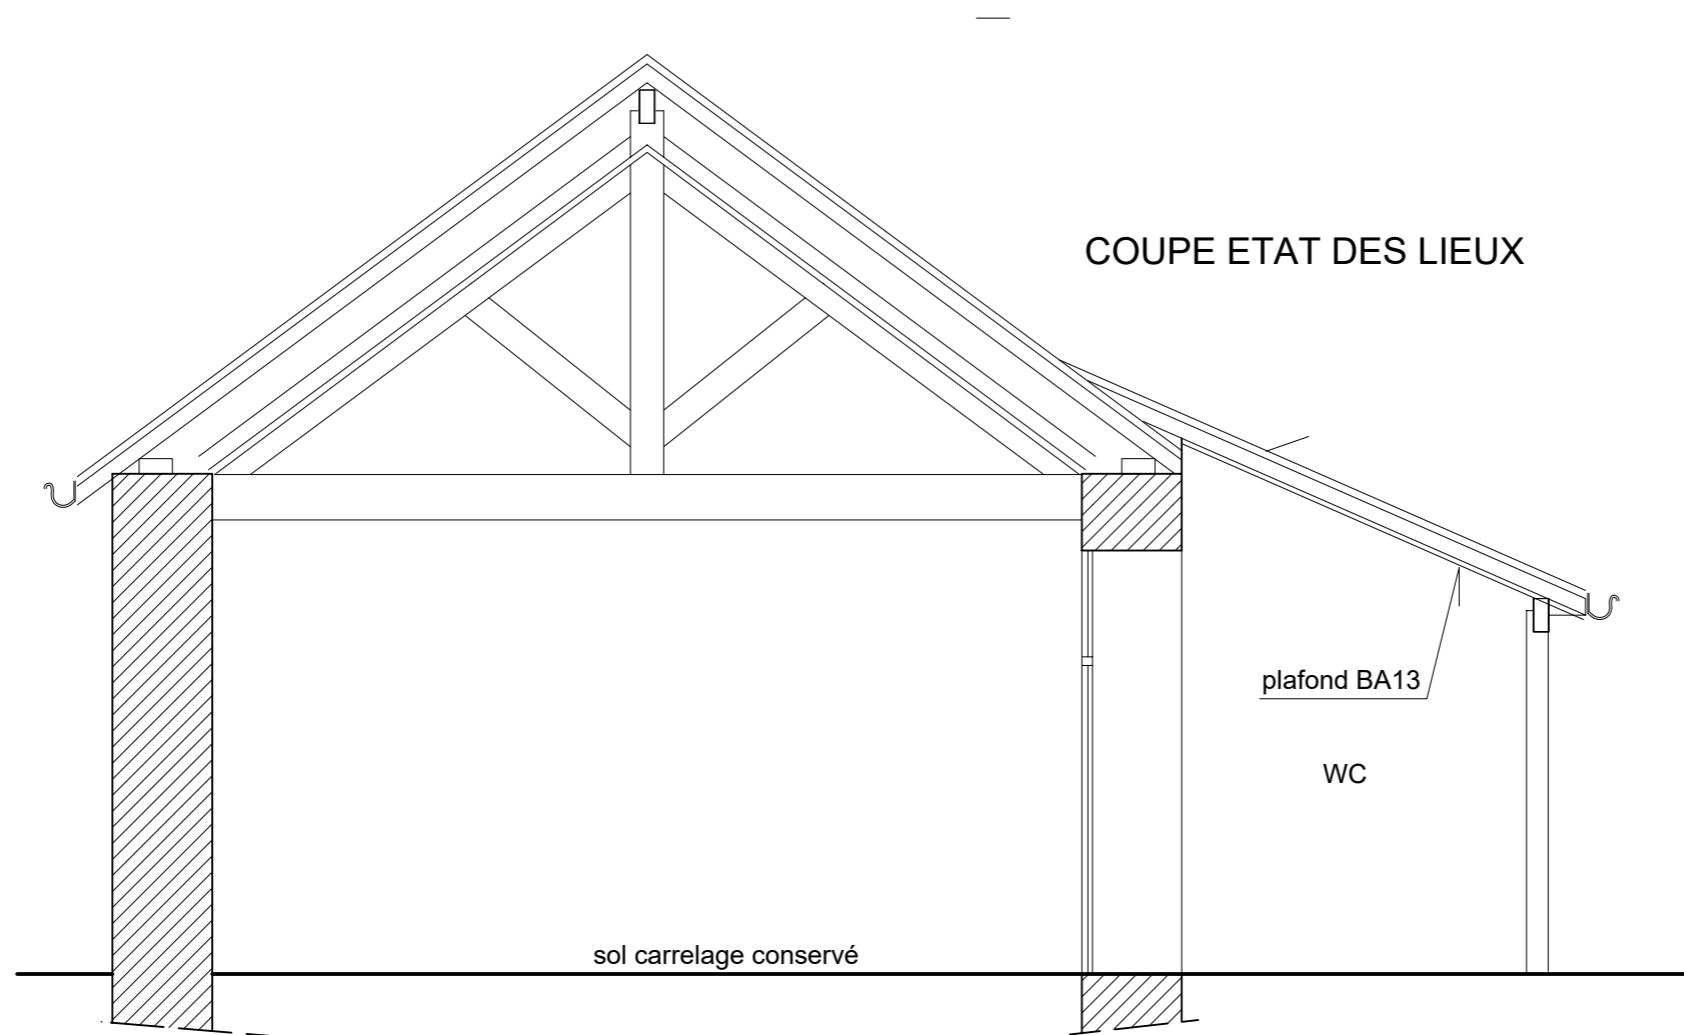 COUPE ETAT DES LIEUX
plafond BA13
WC
sol carrelage conservé